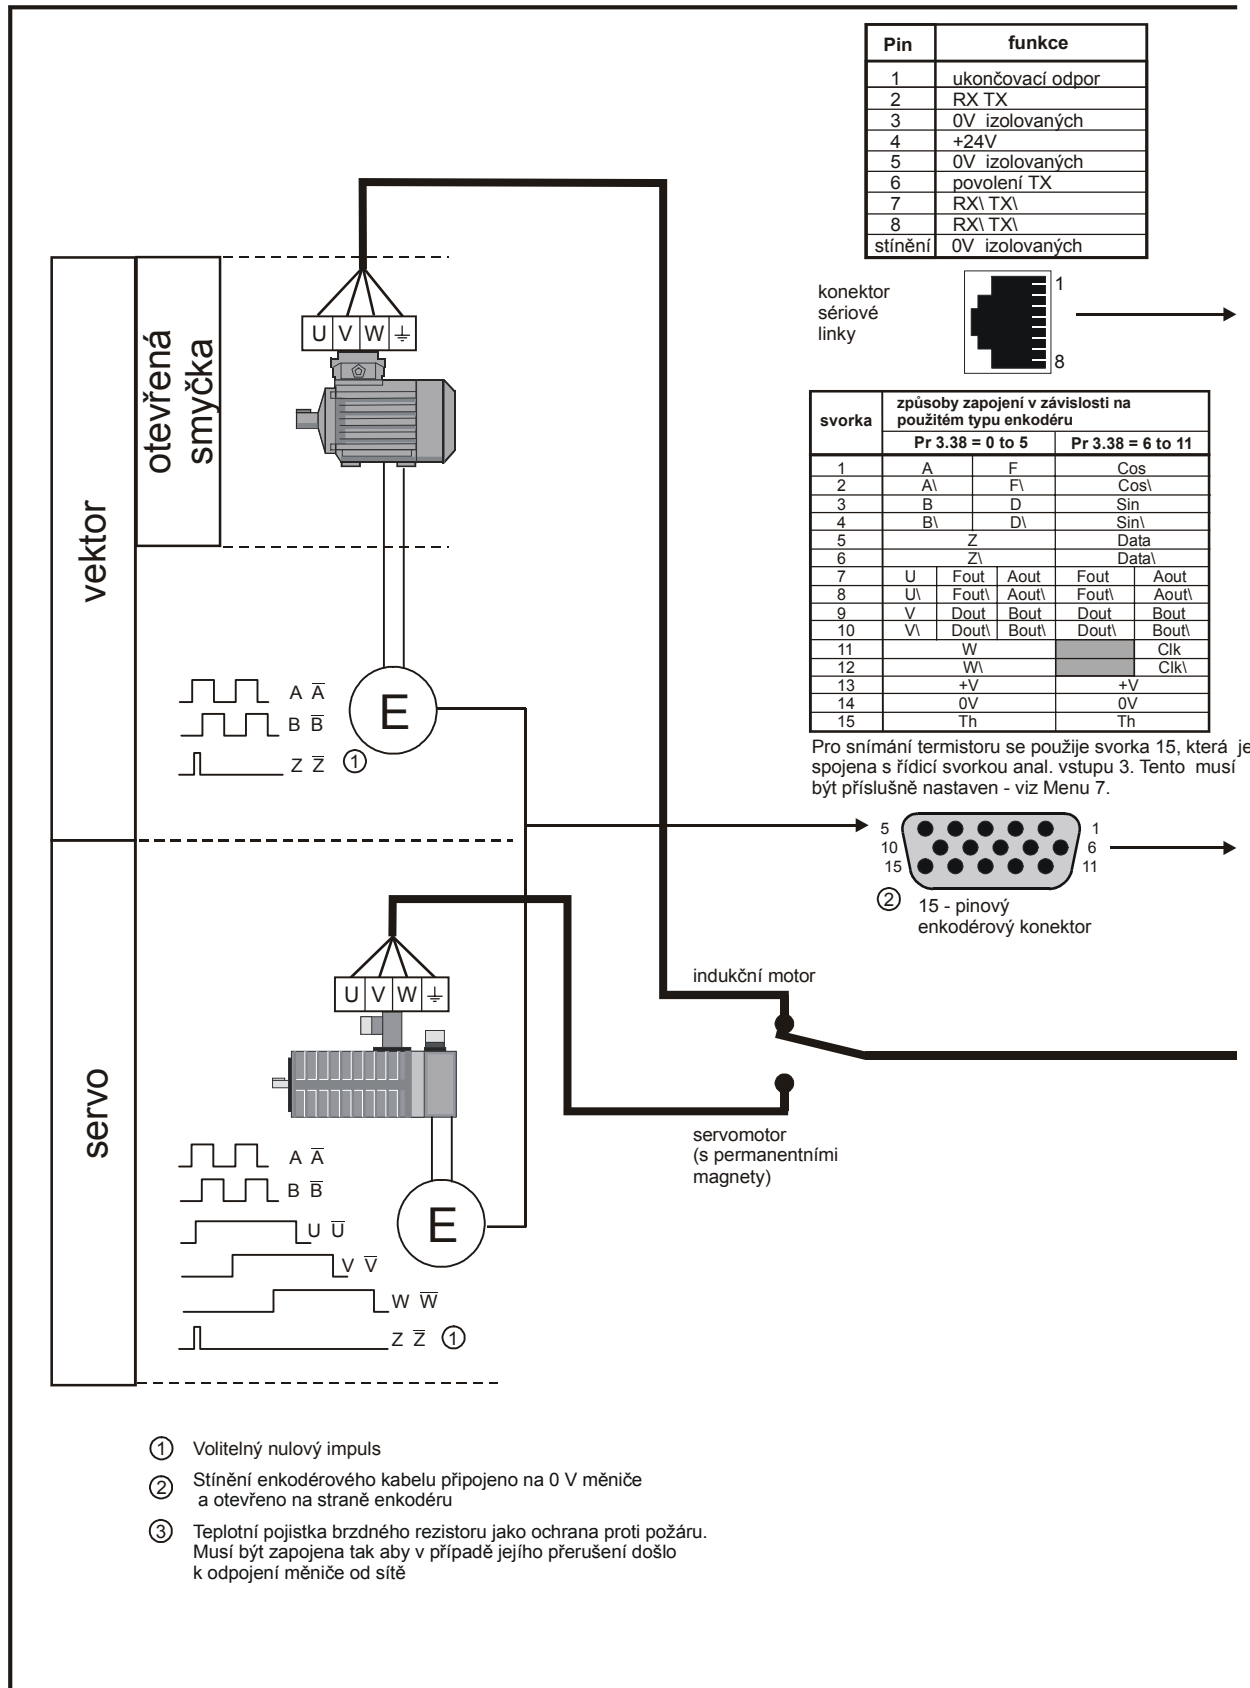 Pin funkce
1 ukončovací odpor
2 RX TX
3 0V izolovaných
4 +24V
5 0V izolovaných
6 povolení TX
7 RX\ TX\
8 RX\ TX\
stínění 0V izolovaných
konektor
sériové
linky
1
8
otevřená
smyčka
vektor
U V W
svorka
způsoby zapojení v závislosti na
použitém typu enkodéru
Pr 3.38 = 0 to 5 Pr 3.38 = 6 to 11
1 A F Cos
2 A\ F\ Cos\
3 B D Sin
4 B\ D\ Sin\
5 Z Data
6 Z\ Data\
7 U Fout Aout Fout Aout
8 U\ Fout\ Aout\ Fout\ Aout\
9 V Dout Bout Dout Bout
10 V\ Dout\ Bout\ Dout\ Bout\
11 W Clk
12 W\ Clk\
13 +V +V
14 0V 0V
15 Th Th
Pro snímání termistoru se použije svorka 15, která je
spojena s řídicí svorkou anal. vstupu 3. Tento musí
být příslušně nastaven - viz Menu 7.
A A̅
B B̅
Z Z̅ ①
E
5 1
10 6
15 11
② 15 - pinový
enkodérový konektor
servo
U V W
indukční motor
servomotor
(s permanentními
magnety)
A A̅
B B̅
U U̅
V V̅
W W̅
Z Z̅ ①
E
① Volitelný nulový impuls
② Stínění enkodérového kabelu připojeno na 0 V měniče
a otevřeno na straně enkodéru
③ Teplotní pojistka brzdného rezistoru jako ochrana proti požáru.
Musí být zapojena tak aby v případě jejího přerušení došlo
k odpojení měniče od sítě